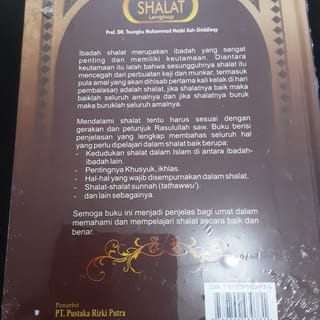 SHALAT
Lengkap
Prof. DR. Teungku Muhammad Hasbi Ash-Shiddieqy
Ibadah shalat merupakan ibadah yang sangat
penting dan memiliki keutamaan. Diantara
keutamaan itu ialah bahwa sesungguhnya shalat itu
mencegah dari perbuatan keji dan munkar, termasuk
pula amal yang akan dihisab pertama kali kelak di hari
pembalasan adalah shalat, jika shalatnya baik maka
baiklah seluruh amalnya dan jika shalatnya buruk
maka buruklah seluruh amalnya.
Mendalami shalat tentu harus sesuai dengan
gerakan dan petunjuk Rasulullah saw. Buku berisi
penjelasan yang lengkap membahas seluruh hal
yang perlu dipelajari dalam shalat baik berupa:
- Kedudukan shalat dalam Islam di antara ibadah-
ibadah lain.
- Pentingnya Khusyuk, ikhlas.
- Hal-hal yang wajib disempurnakan dalam shalat.
- Shalat-shalat sunnah (tathawwu').
- dan lain sebagainya.
Semoga buku ini menjadi penjelas bagi umat dalam
memahami dan mempelajari shalat secara baik dan
benar.
Penerbit
PT. Pustaka Rizki Putra